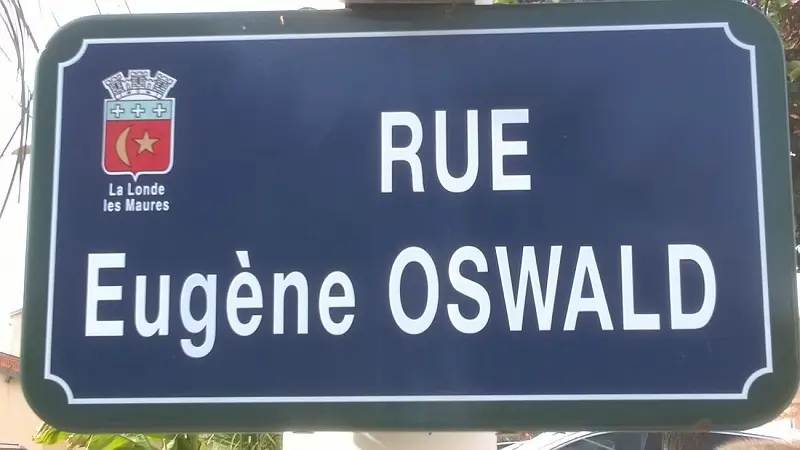 La Londe
les Maures
RUE
Eugène OSWALD